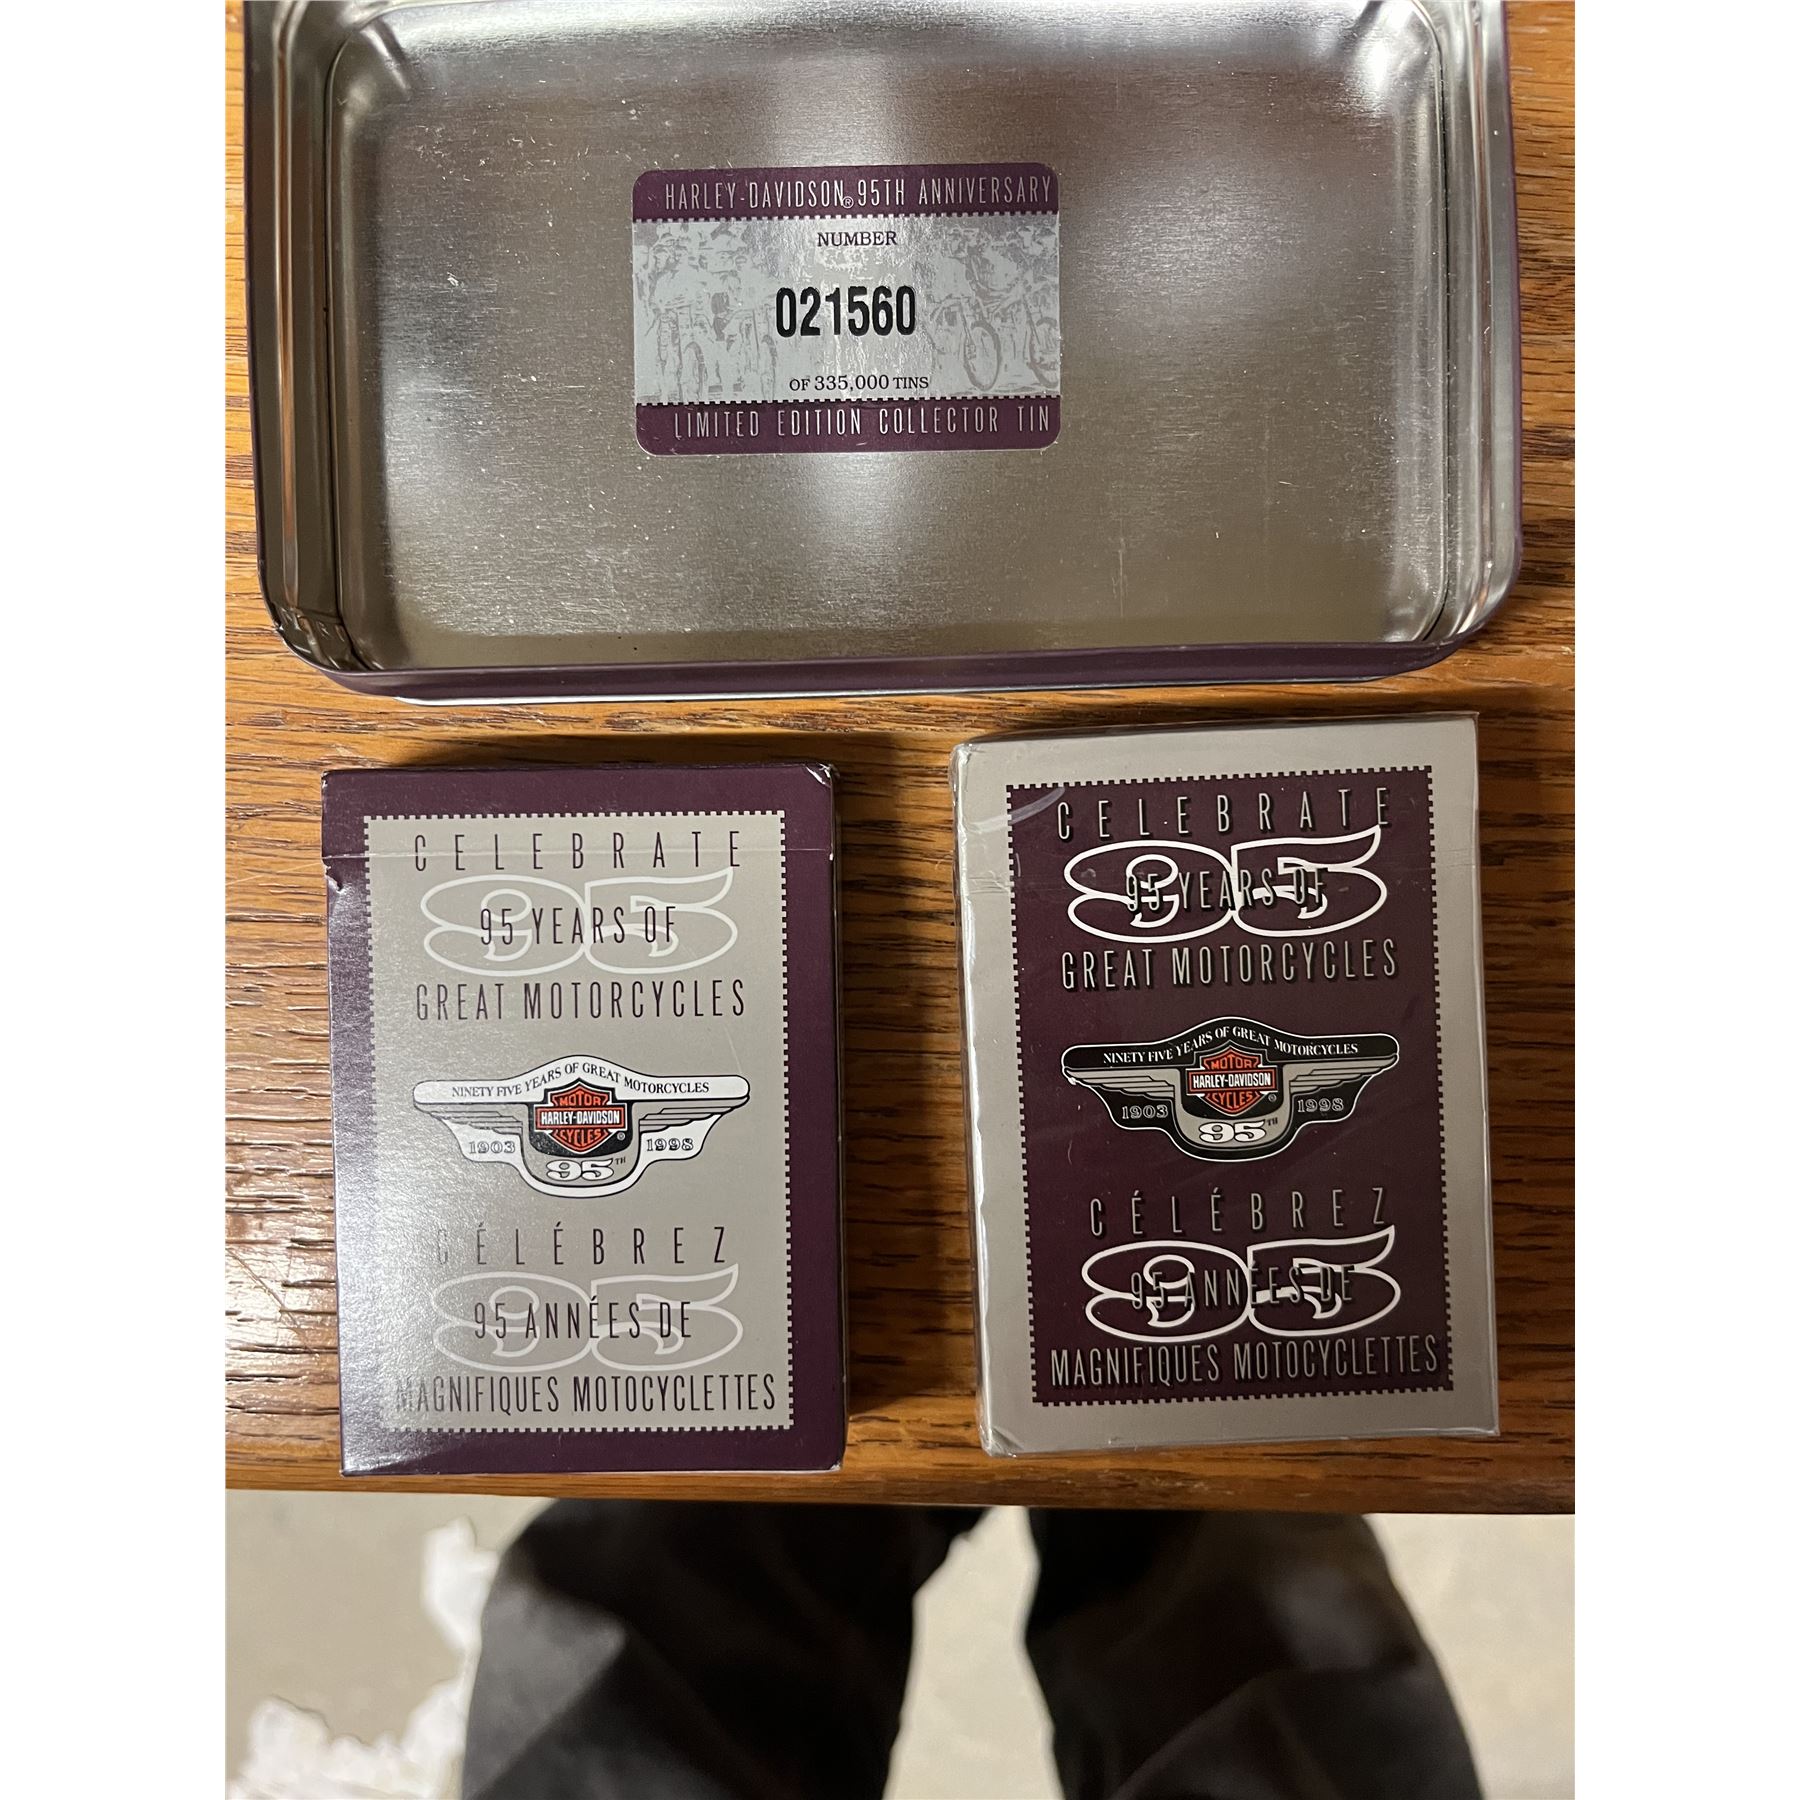 HARLEY-DAVIDSON® 95TH ANNIVERSARY
NUMBER
021560
OF 335,000 TINS
LIMITED EDITION COLLECTOR TIN
CELEBRATE
95
95 YEARS OF
GREAT MOTORCYCLES
NINETY FIVE YEARS OF GREAT MOTORCYCLES
MOTOR
HARLEY-DAVIDSON
CYCLES ®
1903 1998
95TH
CÉLÉBREZ
95
95 ANNÉES DE
MAGNIFIQUES MOTOCYCLETTES
CELEBRATE
95
95 YEARS OF
GREAT MOTORCYCLES
NINETY FIVE YEARS OF GREAT MOTORCYCLES
MOTOR
HARLEY-DAVIDSON
CYCLES ®
1903 1998
95TH
CÉLÉBREZ
95
95 ANNÉES DE
MAGNIFIQUES MOTOCYCLETTES